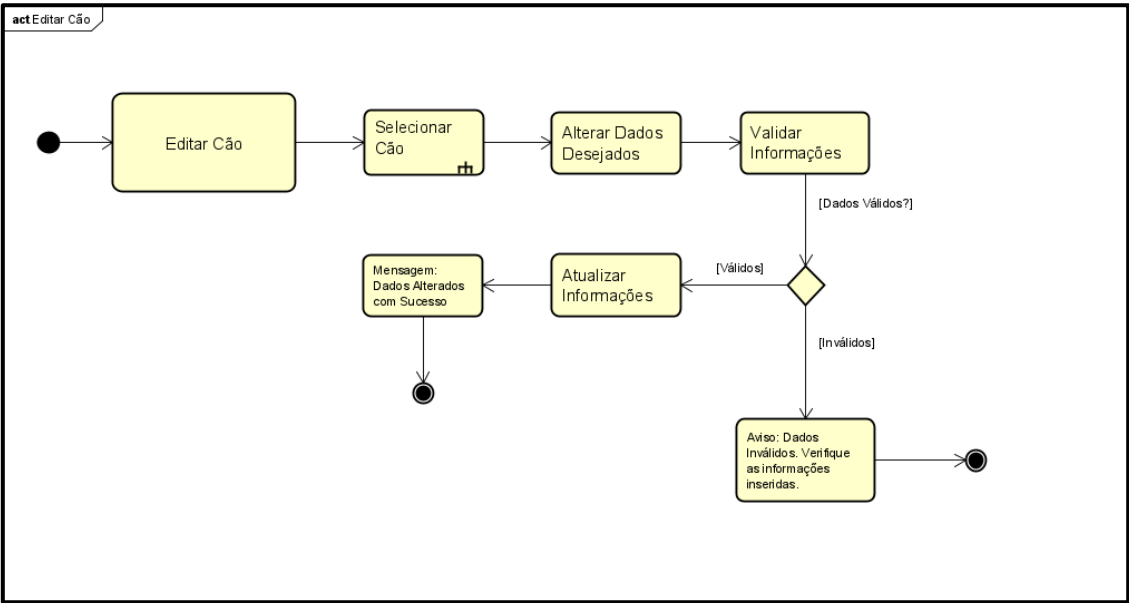 act Editar Cão
Editar Cão
Selecionar
Cão
Alterar Dados
Desejados
Validar
Informações
[Dados Válidos?]
Mensagem:
Dados Alterados
com Sucesso
Atualizar
Informações
[Válidos]
[Inválidos]
Aviso: Dados
Inválidos. Verifique
as informações
inseridas.